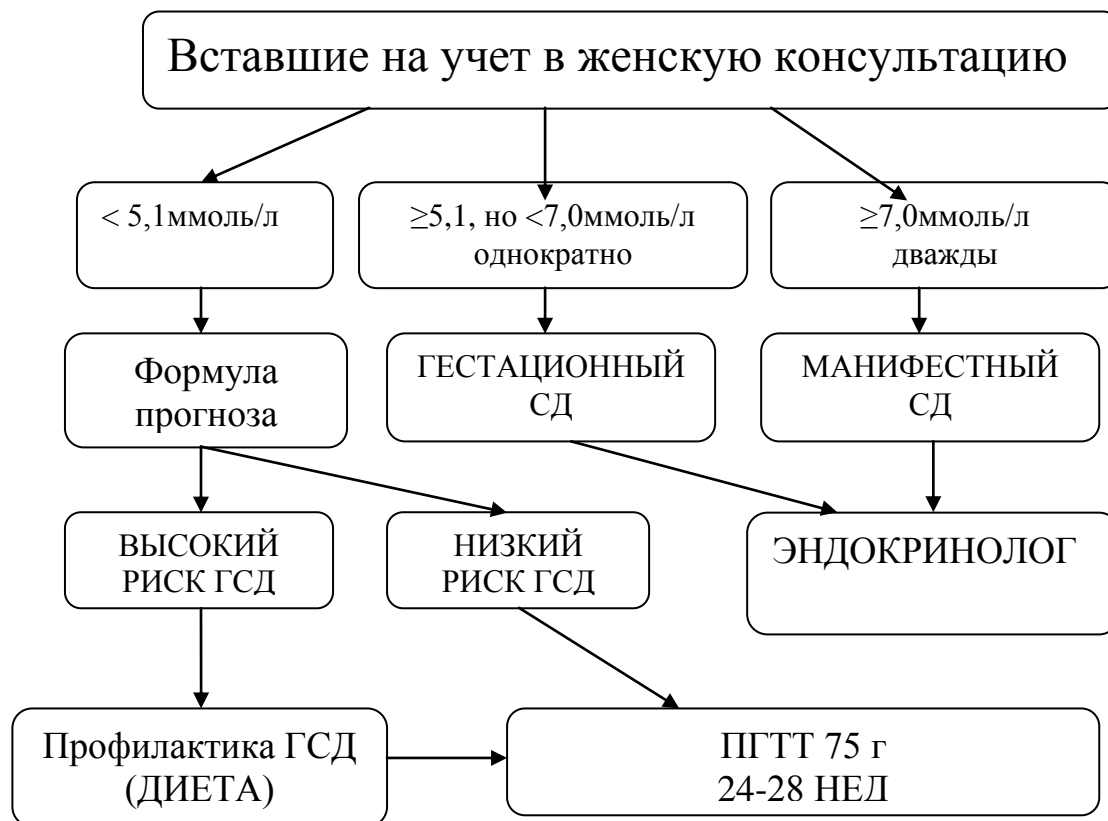 Вставшие на учет в женскую консультацию
< 5,1ммоль/л
≥5,1, но <7,0ммоль/л
однократно
≥7,0ммоль/л
дважды
Формула
прогноза
ГЕСТАЦИОННЫЙ
СД
МАНИФЕСТНЫЙ
СД
ВЫСОКИЙ
РИСК ГСД
НИЗКИЙ
РИСК ГСД
ЭНДОКРИНОЛОГ
Профилактика ГСД
(ДИЕТА)
ПГТТ 75 г
24-28 НЕД